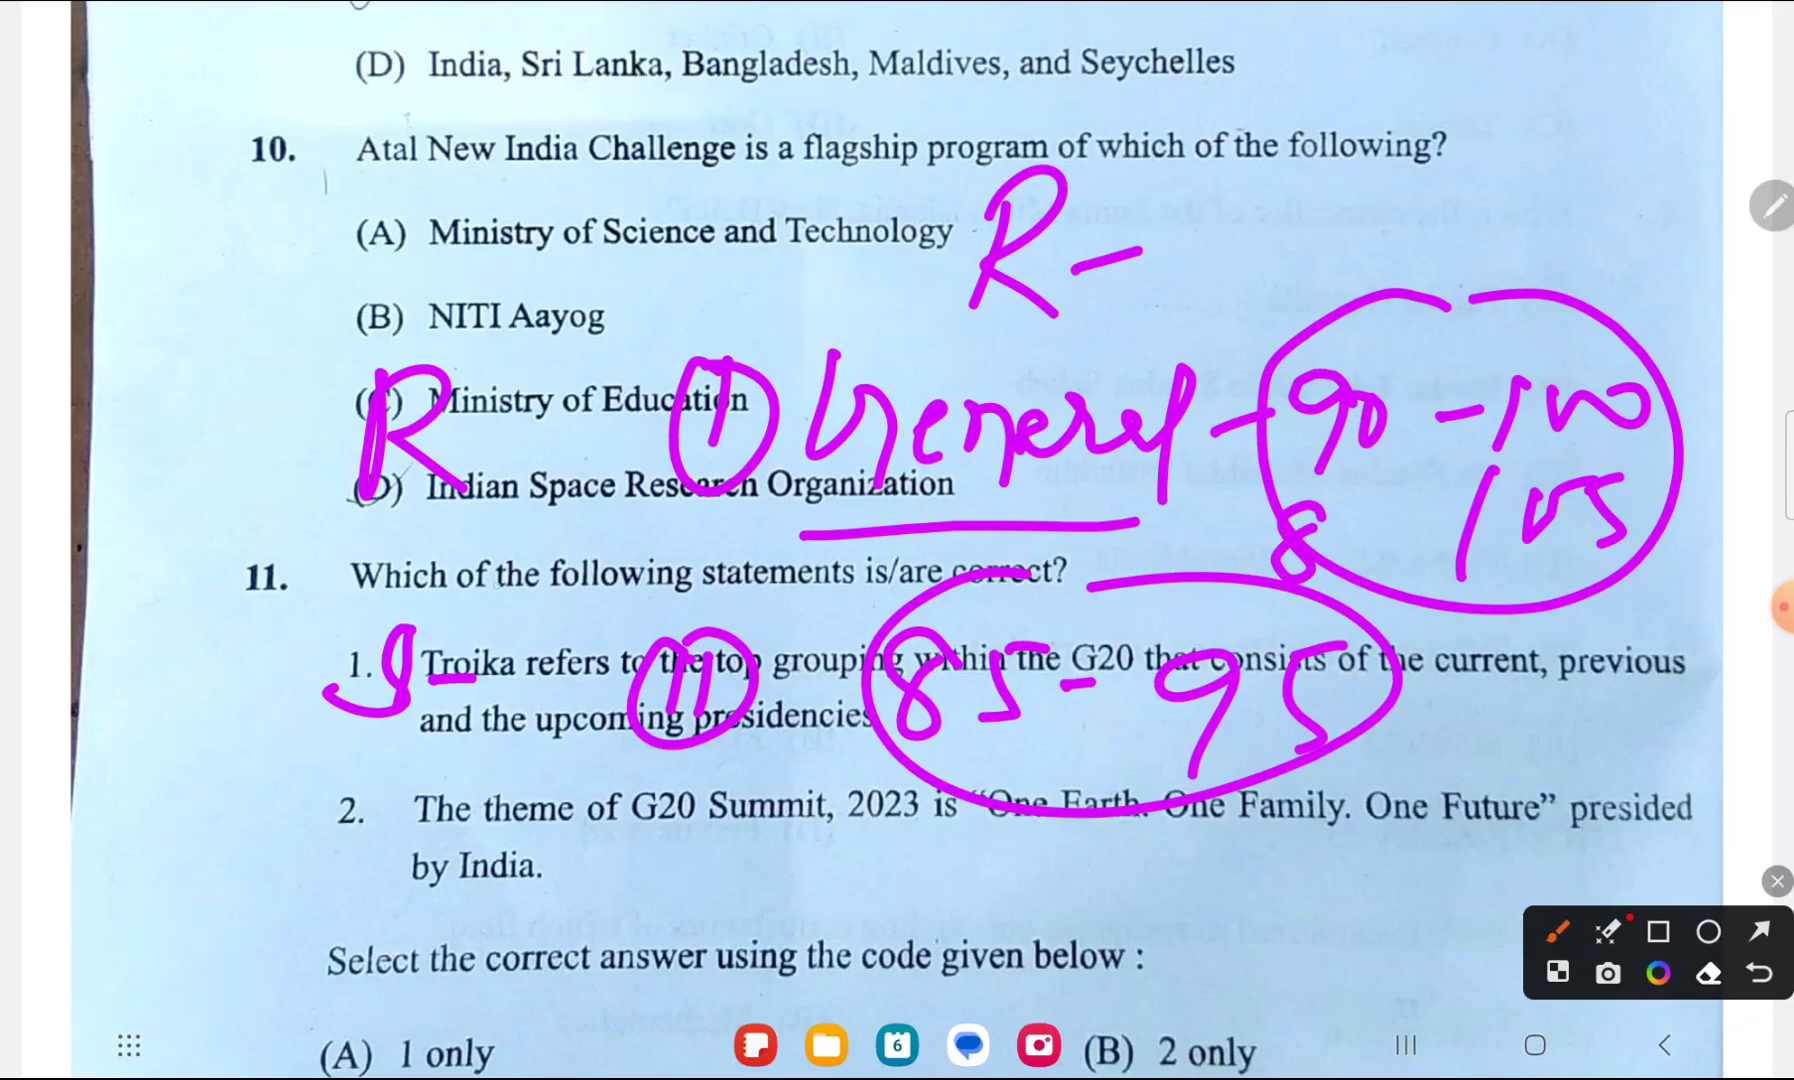 (D) India, Sri Lanka, Bangladesh, Maldives, and Seychelles
10. Atal New India Challenge is a flagship program of which of the following?
R -
(A) Ministry of Science and Technology
(B) NITI Aayog
(C) Ministry of Education
R ① General - 90 - 100
105
(D) Indian Space Research Organization
8
11. Which of the following statements is/are correct?
1. Troika refers to the top grouping within the G20 that consists of the current, previous
11 85 - 95
and the upcoming presidencies
2. The theme of G20 Summit, 2023 is “One Earth. One Family. One Future” presided
by India.
Select the correct answer using the code given below :
(A) 1 only (B) 2 only
6